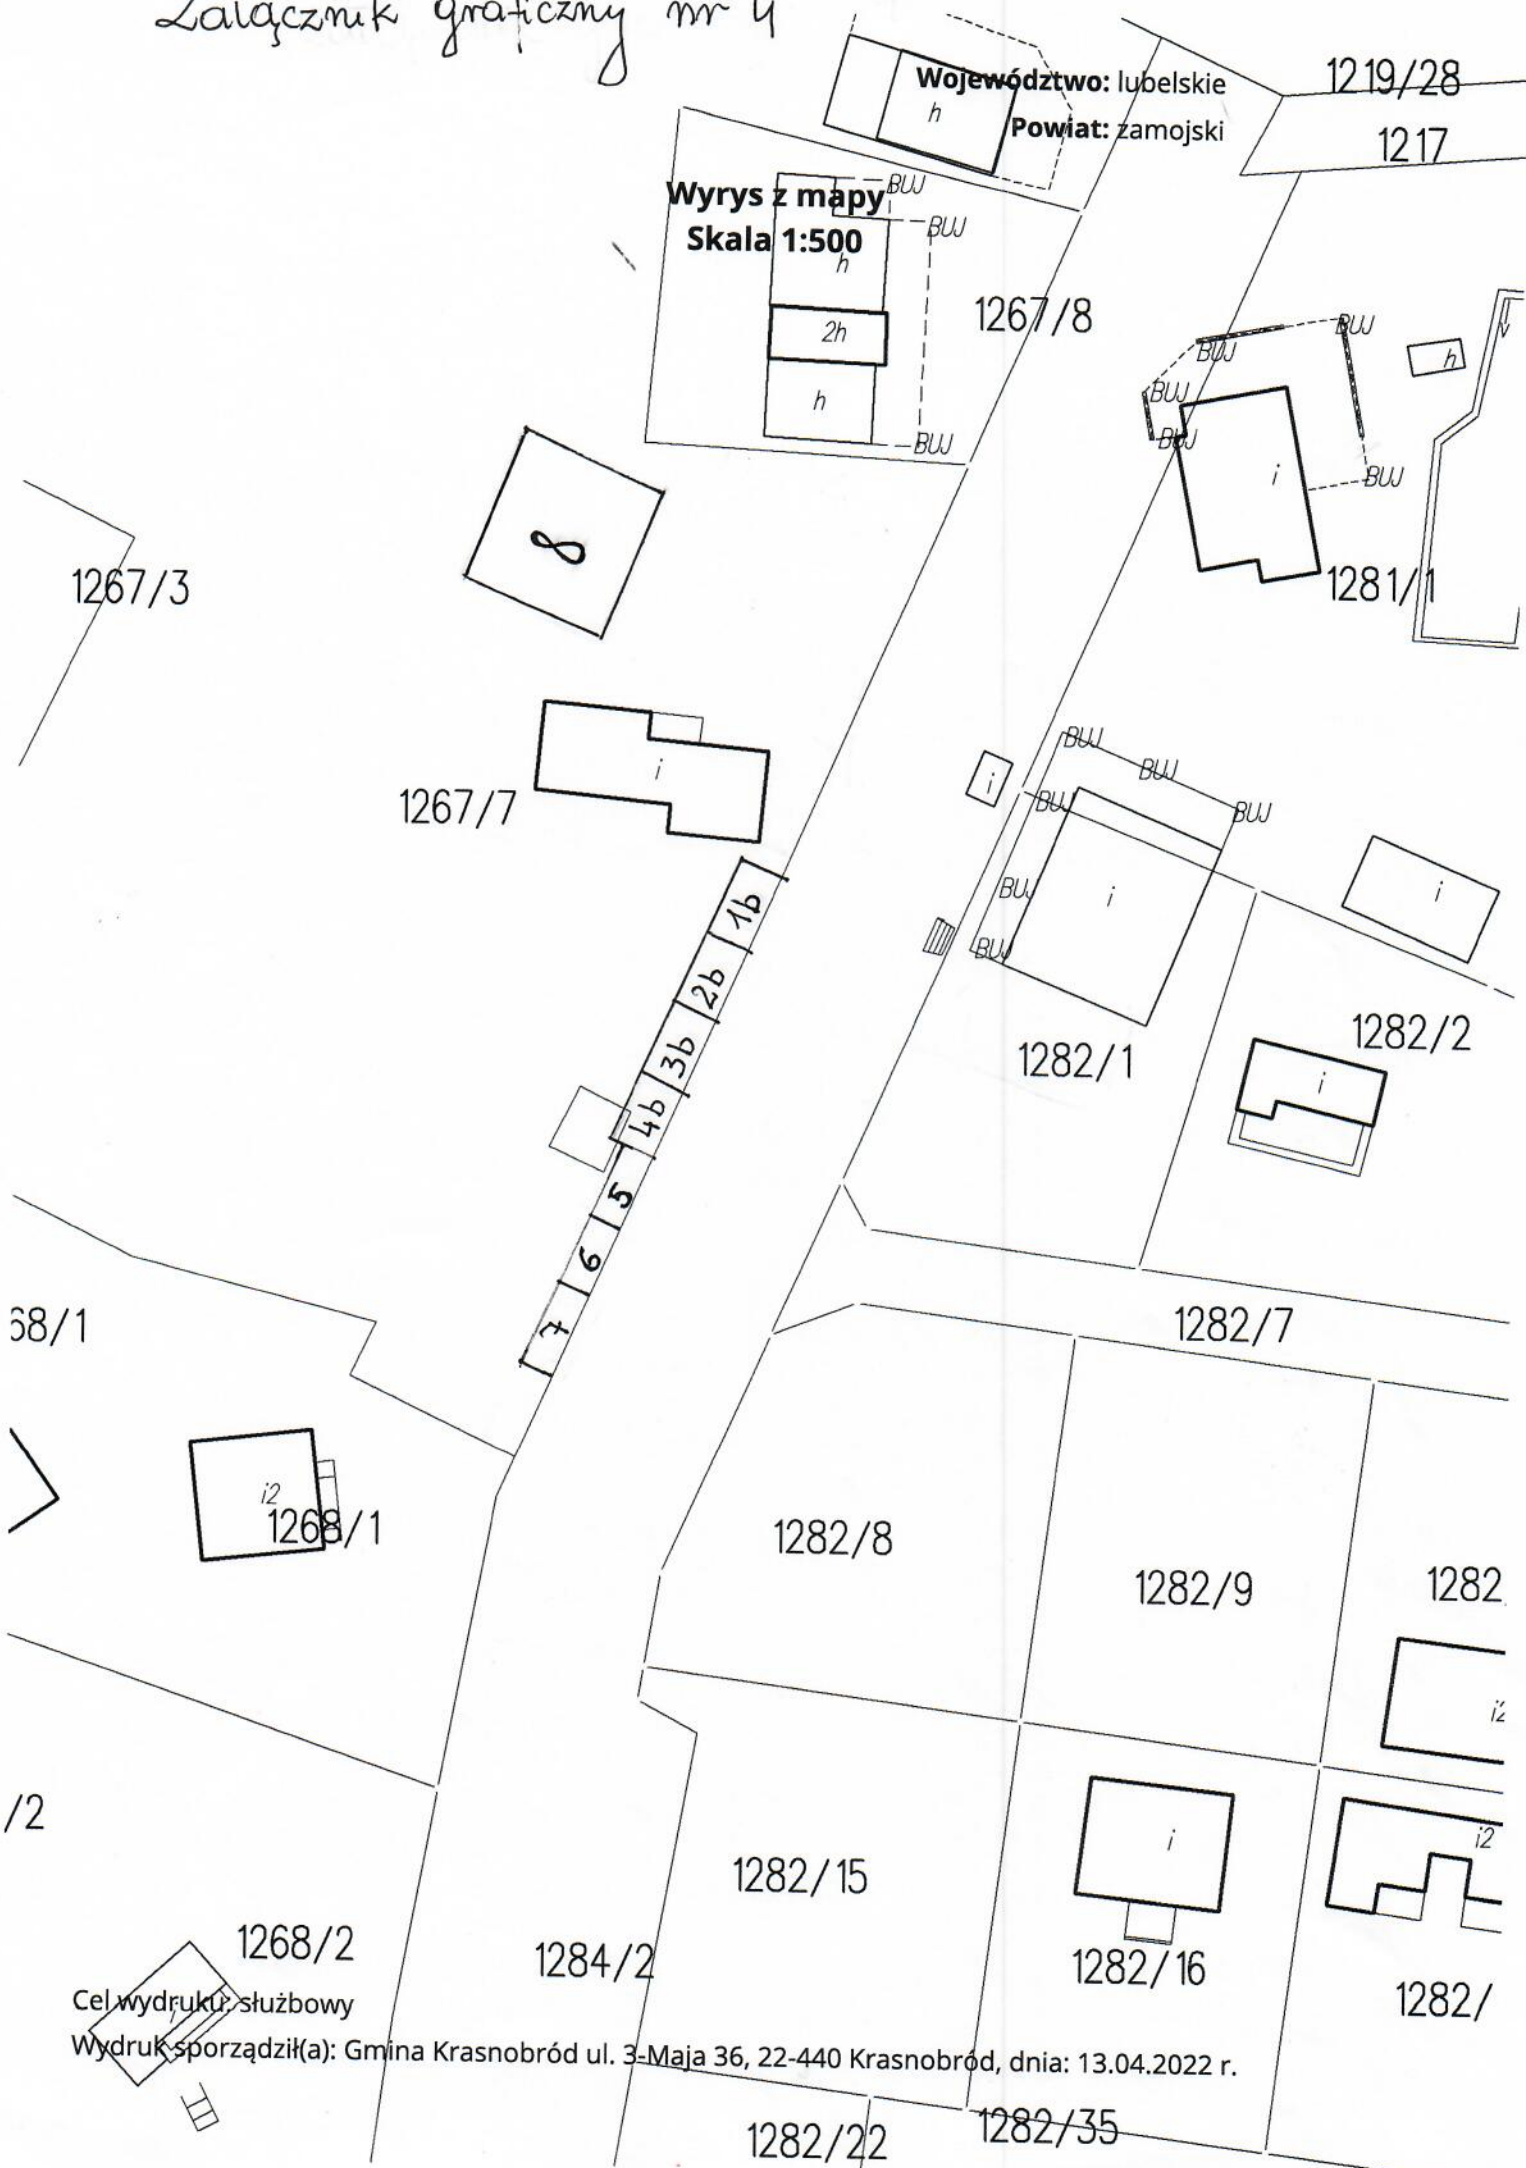 Załącznik graficzny nr 4
Województwo: lubelskie
1219/28
h
Powiat: zamojski
1217
Wyrys z mapy
BUJ
Skala 1:500
BUJ
h
1267/8
2h
BUJ
BUJ
h
h
BUJ
BUJ
BUJ
i
BUJ
8
1267/3
1281/1
BUJ
i
BUJ
i
1267/7
BUJ
BUJ
1b
BUJ
i
i
BUJ
2b
1282/2
3b
1282/1
i
4b
5
6
68/1
7
1282/7
i2
1268/1
1282/8
1282/9
1282
i2
/2
i
i2
1282/15
1268/2
1284/2
1282/16
Cel wydruku: służbowy
1282/
i
Wydruk sporządził(a): Gmina Krasnobród ul. 3-Maja 36, 22-440 Krasnobród, dnia: 13.04.2022 r.
1282/22
1282/35